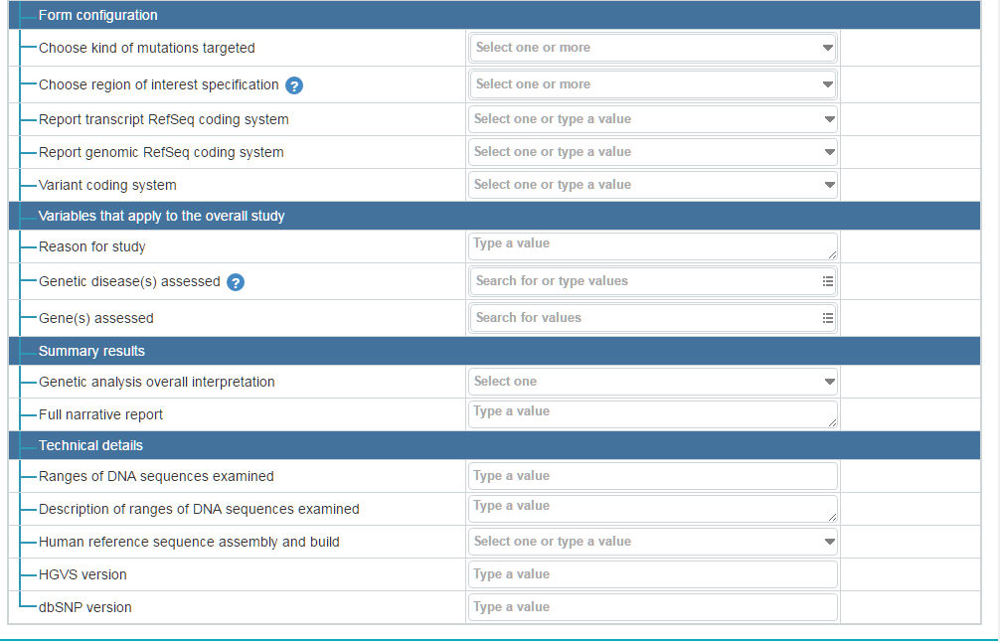 Form configuration
Choose kind of mutations targeted Select one or more
Choose region of interest specification ? Select one or more
Report transcript RefSeq coding system Select one or type a value
Report genomic RefSeq coding system Select one or type a value
Variant coding system Select one or type a value
Variables that apply to the overall study
Reason for study Type a value
Genetic disease(s) assessed ? Search for or type values
Gene(s) assessed Search for values
Summary results
Genetic analysis overall interpretation Select one
Full narrative report Type a value
Technical details
Ranges of DNA sequences examined Type a value
Description of ranges of DNA sequences examined Type a value
Human reference sequence assembly and build Select one or type a value
HGVS version Type a value
dbSNP version Type a value